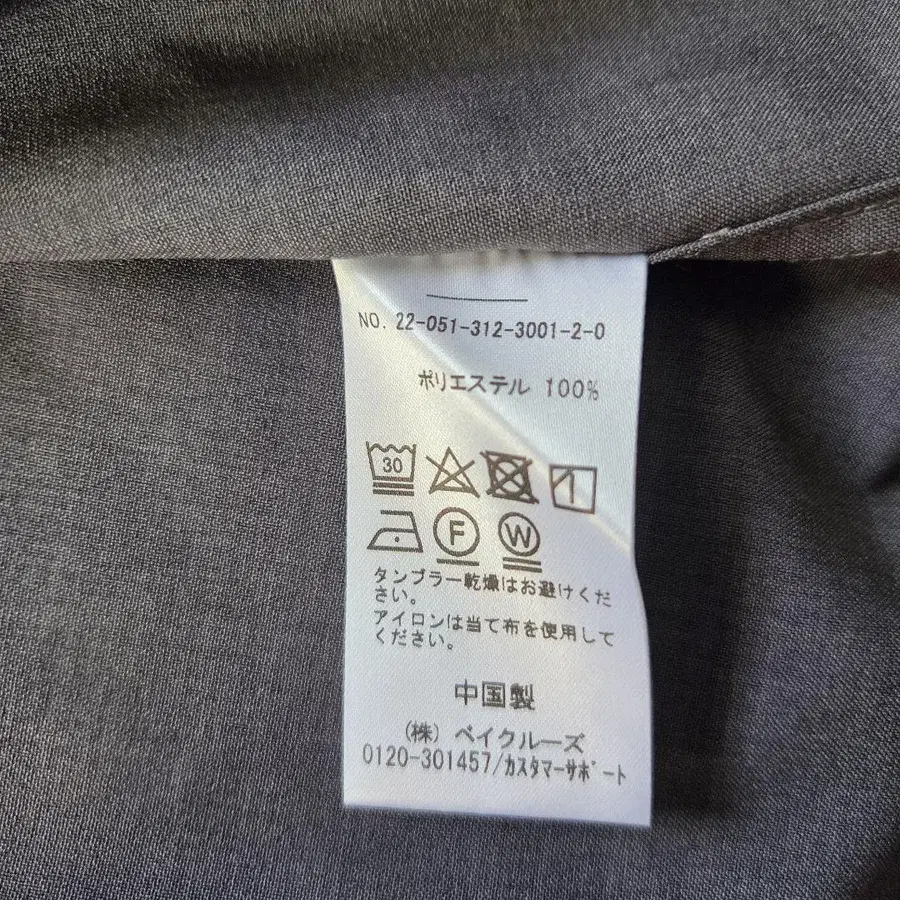 NO. 22-051-312-3001-2-0
ポリエステル 100%
30
F W
タンブラー乾燥はお避けくだ
さい。
アイロンは当て布を使用して
ください。
中国製
(株) ベイクルーズ
0120-301457/カスタマーサポート